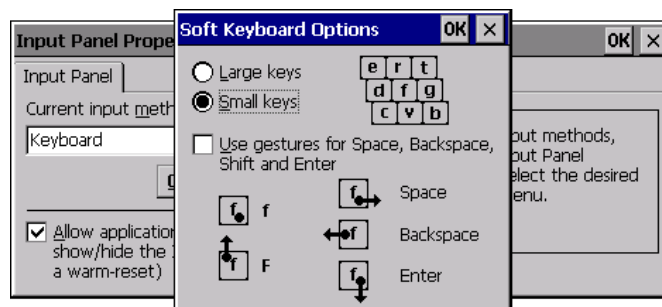 Input Panel Prope
OK ×
Input Panel
Current input meth
Keyboard
Allow application
show/hide the
a warm-reset)
put methods,
put Panel
elect the desired
enu.
Soft Keyboard Options
OK ×
Large keys
Small keys
e r t
d f g
c v b
Use gestures for Space, Backspace,
Shift and Enter
f f
f F
f Space
f Backspace
f Enter